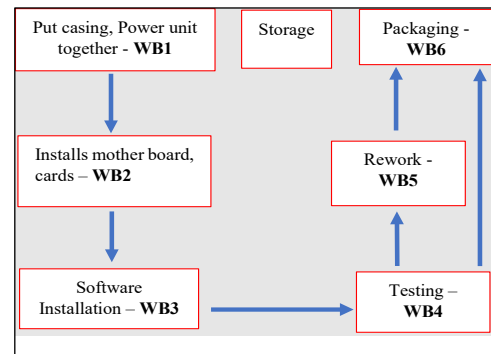 Put casing, Power unit
together - WB1
Storage
Packaging -
WB6
Installs mother board,
cards – WB2
Rework -
WB5
Software
Installation – WB3
Testing –
WB4